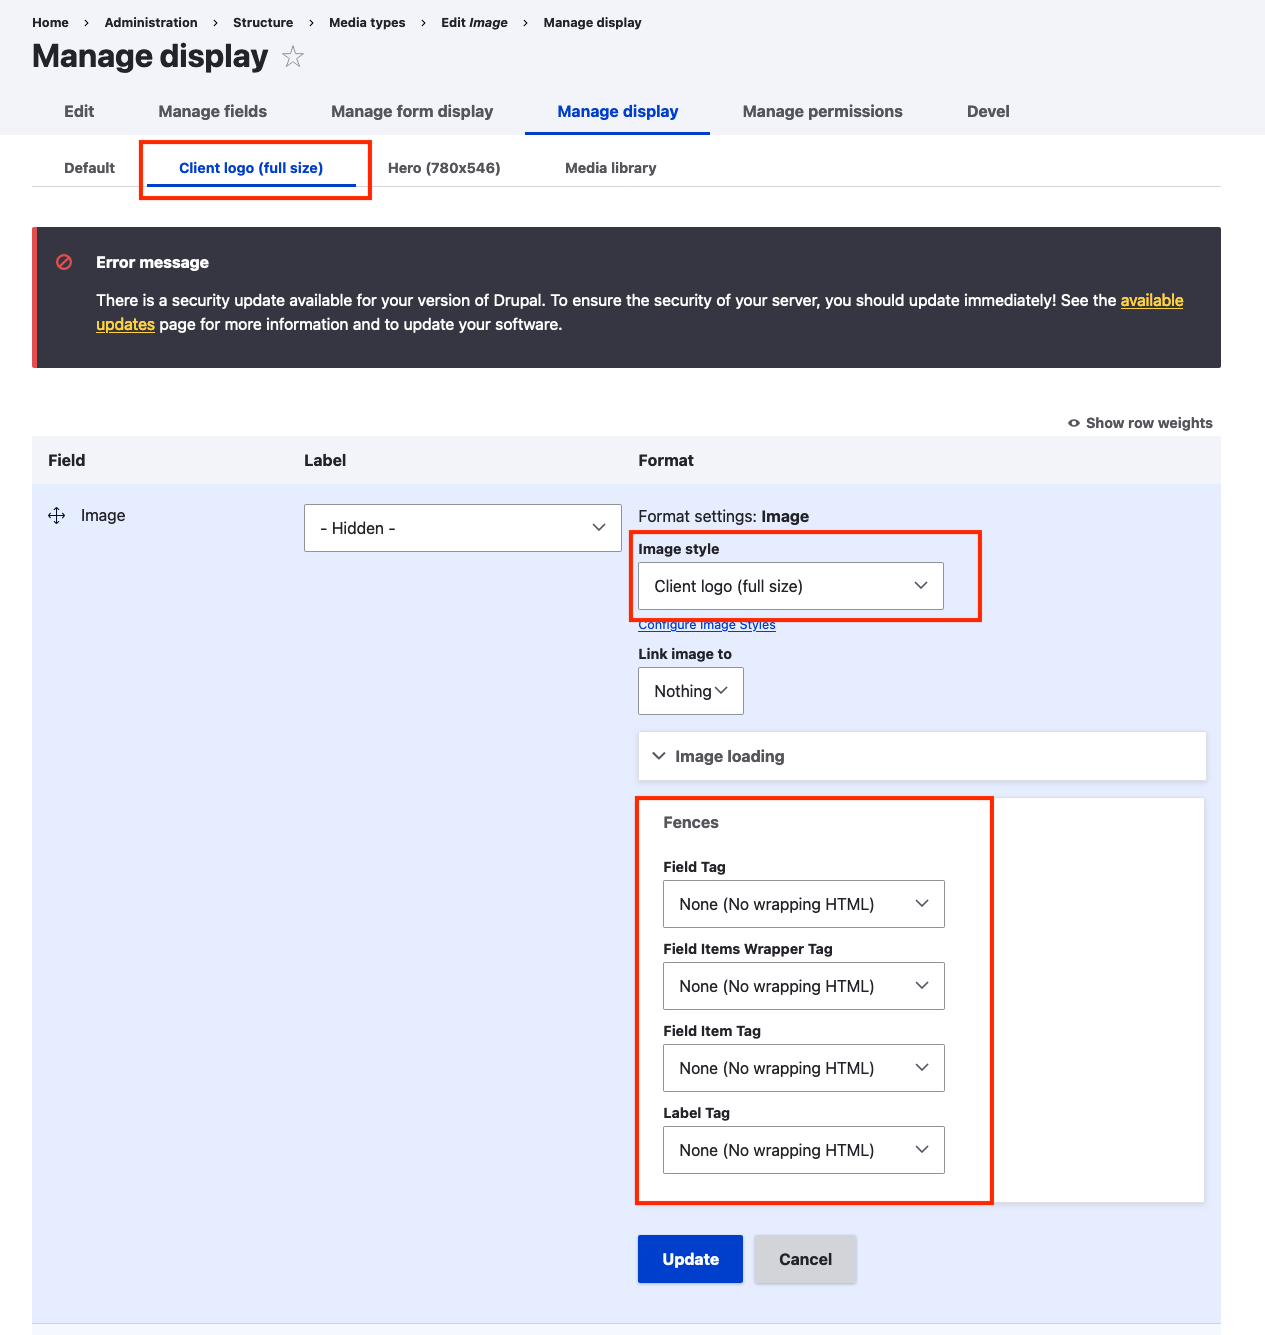 Home › Administration › Structure › Media types › Edit Image › Manage display
Manage display
Edit Manage fields Manage form display Manage display Manage permissions Devel
Default Client logo (full size) Hero (780x546) Media library
Error message
There is a security update available for your version of Drupal. To ensure the security of your server, you should update immediately! See the available
updates page for more information and to update your software.
Show row weights
Field Label Format
Image - Hidden - Format settings: Image
Image style
Client logo (full size)
Configure Image Styles
Link image to
Nothing
Image loading
Fences
Field Tag
None (No wrapping HTML)
Field Items Wrapper Tag
None (No wrapping HTML)
Field Item Tag
None (No wrapping HTML)
Label Tag
None (No wrapping HTML)
Update Cancel